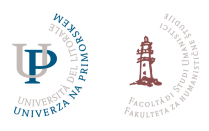 UNIVERSITÀ DEL LITORALE
UNIVERZA NA PRIMORSKEM
UP
FACOLTÀ DI STUDI UMANISTICI
FAKULTETA ZA HUMANISTIČNE ŠTUDIJE